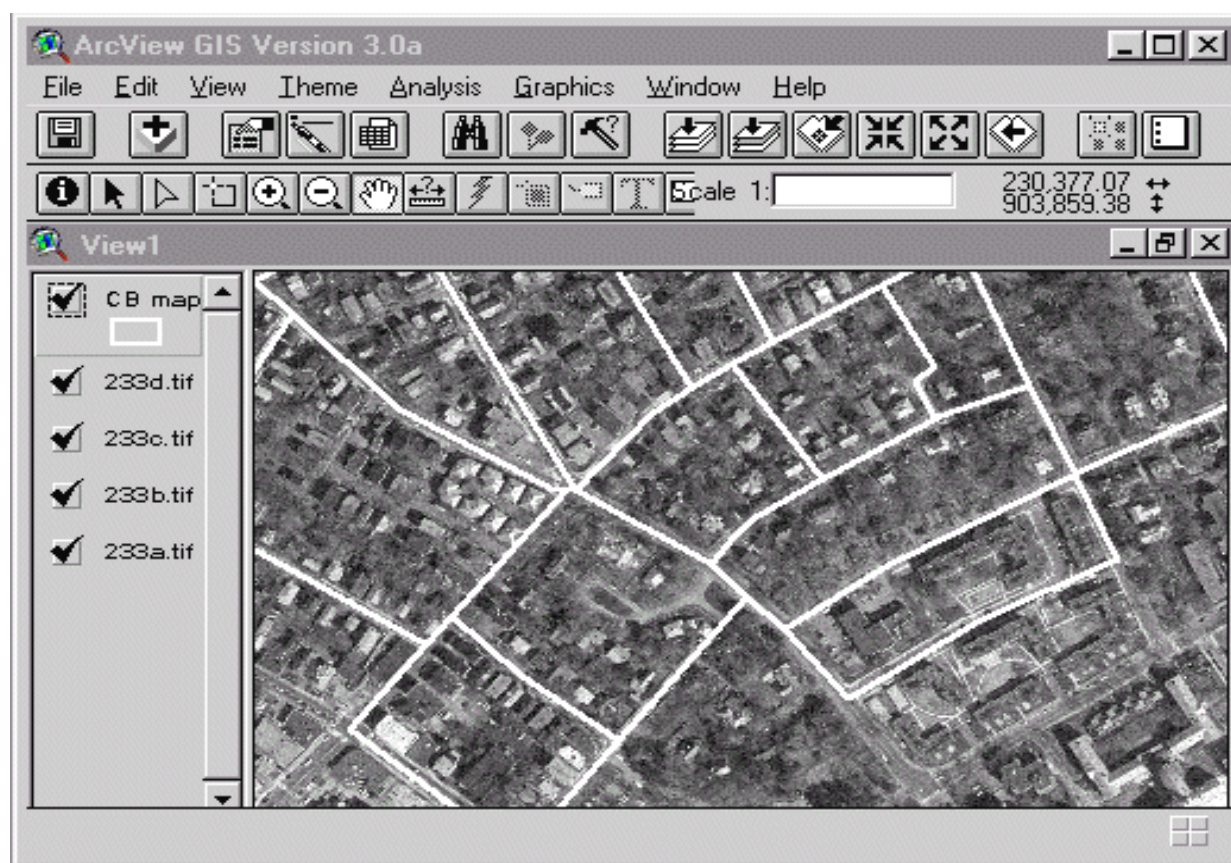 ArcView GIS Version 3.0a
File Edit View Theme Analysis Graphics Window Help
Scale 1: 230,377.07
903,859.38
View1
CB map
233d.tif
233c.tif
233b.tif
233a.tif